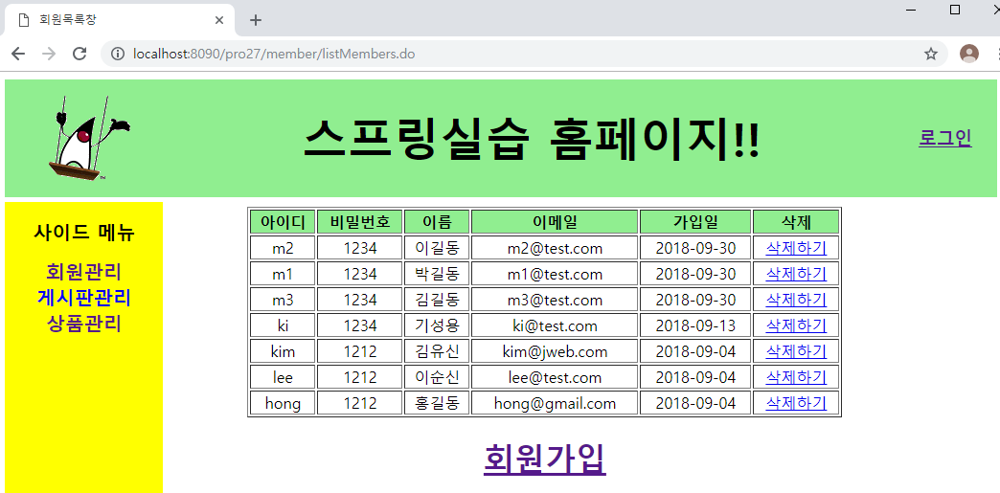 회원목록창
localhost:8090/pro27/member/listMembers.do
스프링실습 홈페이지!!
로그인
TM
사이드 메뉴
회원관리
게시판관리
상품관리
아이디 비밀번호 이름 이메일 가입일 삭제
m2 1234 이길동 m2@test.com 2018-09-30 삭제하기
m1 1234 박길동 m1@test.com 2018-09-30 삭제하기
m3 1234 김길동 m3@test.com 2018-09-30 삭제하기
ki 1234 기성용 ki@test.com 2018-09-13 삭제하기
kim 1212 김유신 kim@jweb.com 2018-09-04 삭제하기
lee 1212 이순신 lee@test.com 2018-09-04 삭제하기
hong 1212 홍길동 hong@gmail.com 2018-09-04 삭제하기
회원가입